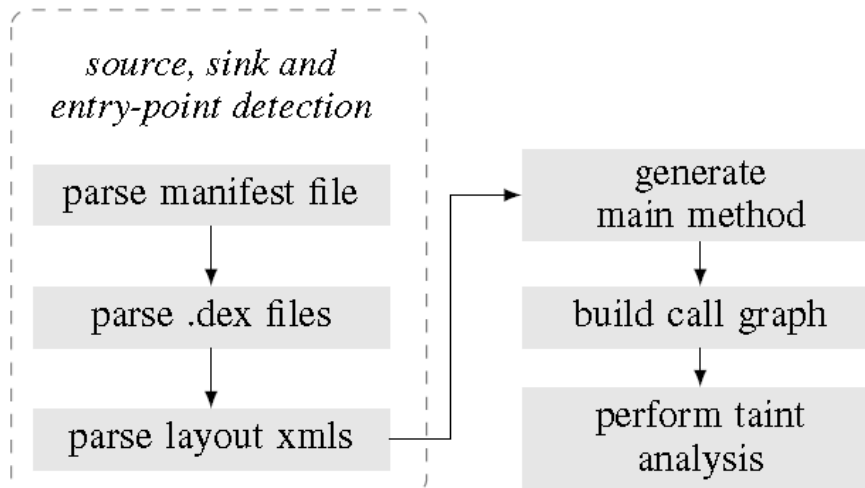 source, sink and
entry-point detection
parse manifest file
parse .dex files
parse layout xmls
generate
main method
build call graph
perform taint
analysis